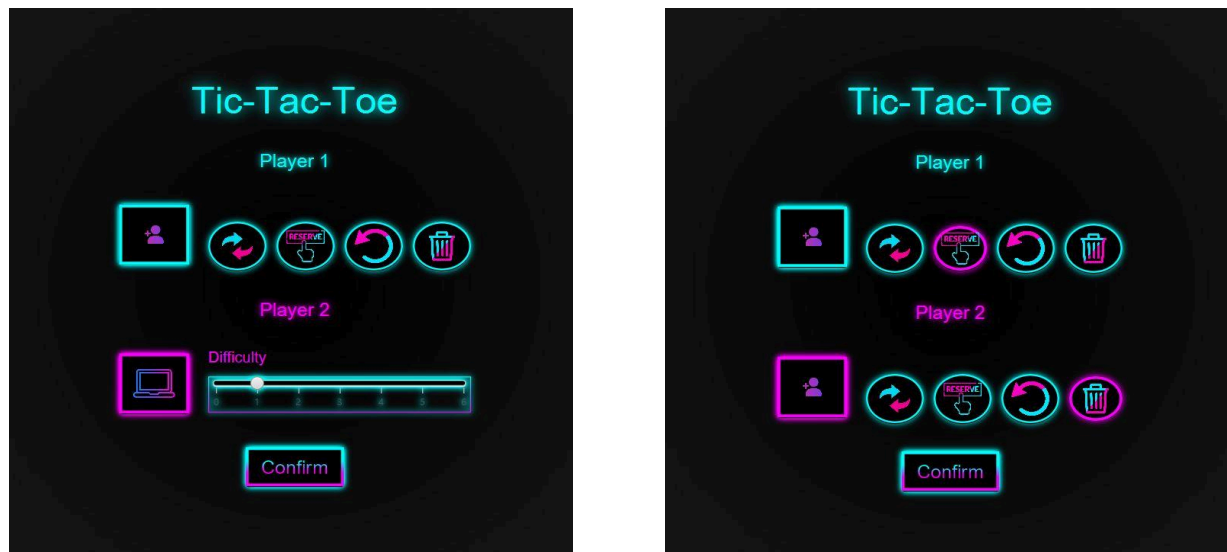 Tic-Tac-Toe
Player 1
RESERVE
Player 2
Difficulty
0 1 2 3 4 5 6
Confirm
Tic-Tac-Toe
Player 1
RESERVE
Player 2
RESERVE
Confirm